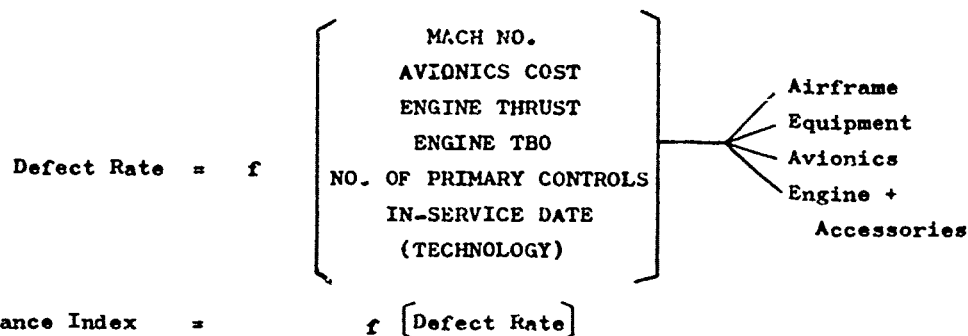 MACH NO.
AVIONICS COST
ENGINE THRUST
ENGINE TBO
Defect Rate = f
NO. OF PRIMARY CONTROLS
IN-SERVICE DATE
(TECHNOLOGY)
Airframe
Equipment
Avionics
Engine +
Accessories
ance Index = f [Defect Rate]